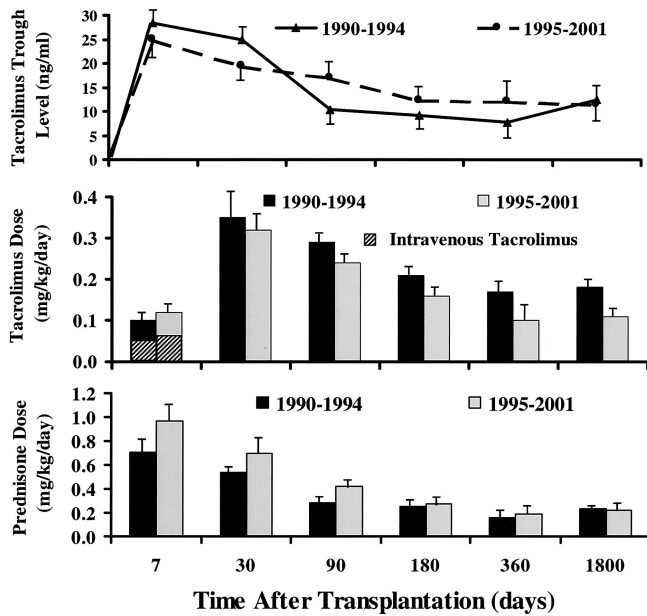 Tacrolimus Trough
Level (ng/ml)
30
25
20
15
10
5
0
1990-1994
1995-2001
Tacrolimus Dose
(mg/kg/day)
0.4
0.3
0.2
0.1
0.0
1990-1994
1995-2001
Intravenous Tacrolimus
Prednisone Dose
(mg/kg/day)
1.2
1.0
0.8
0.6
0.4
0.2
0.0
1990-1994
1995-2001
7 30 90 180 360 1800
Time After Transplantation (days)